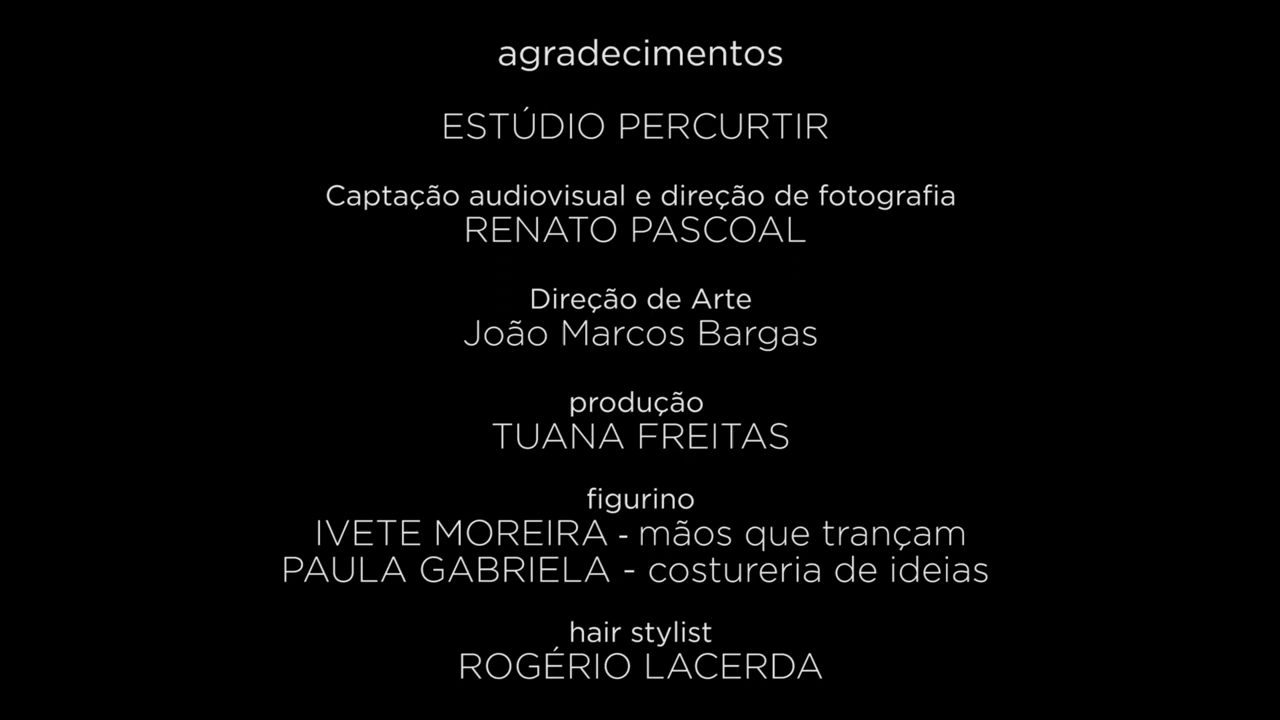 agradecimentos
ESTÚDIO PERCURTIR
Captação audiovisual e direção de fotografia
RENATO PASCOAL
Direção de Arte
João Marcos Bargas
produção
TUANA FREITAS
figurino
IVETE MOREIRA - mãos que trançam
PAULA GABRIELA - costureria de ideias
hair stylist
ROGÉRIO LACERDA